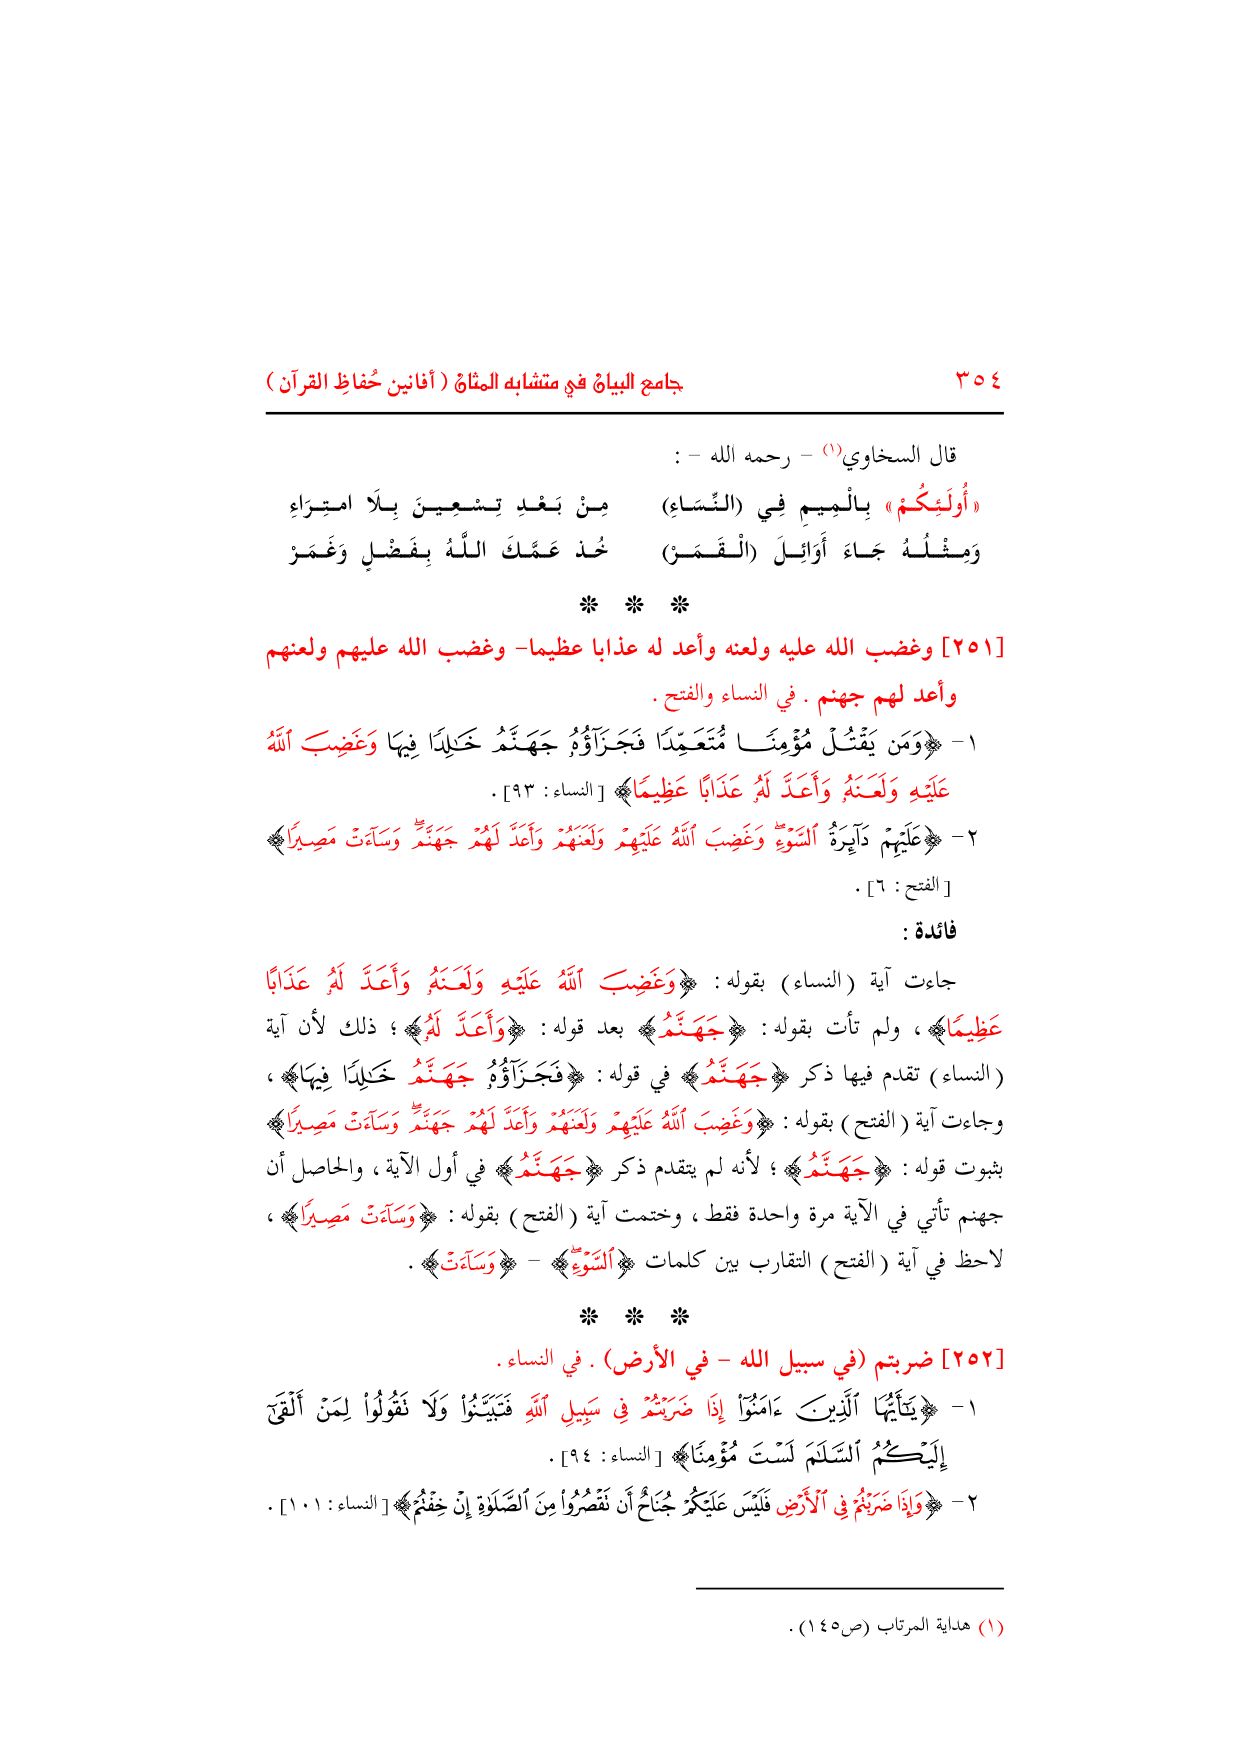 ٣٥٤ جامع البيان في متشابه المثان ( أفانين حُفاظِ القرآن )
قال السخاوي(١) – رحمه الله – :
«أُولَئِكُمْ» بِالْمِيمِ فِي (النِّسَاءِ) مِنْ بَعْدِ تِسْعِينَ بِلَا امتِرَاءِ
وَمِثْلُهُ جَاءَ أَوَائِلَ (الْقَمَرْ) خُذ عَمَّكَ اللَّهُ بِفَضْلٍ وَغَمَرْ
❊ ❊ ❊
[٢٥١] وغضب الله عليه ولعنه وأعد له عذابا عظيما– وغضب الله عليهم ولعنهم
وأعد لهم جهنم . في النساء والفتح .
١ – ﴿وَمَن يَقْتُلْ مُؤْمِنًا مُّتَعَمِّدًا فَجَزَآؤُهُۥ جَهَنَّمُ خَٰلِدًا فِيهَا وَغَضِبَ ٱللَّهُ
عَلَيْهِ وَلَعَنَهُۥ وَأَعَدَّ لَهُۥ عَذَابًا عَظِيمًا﴾ [النساء : ٩٣] .
٢ – ﴿عَلَيْهِمْ دَآئِرَةُ ٱلسَّوْءِۖ وَغَضِبَ ٱللَّهُ عَلَيْهِمْ وَلَعَنَهُمْ وَأَعَدَّ لَهُمْ جَهَنَّمَۖ وَسَآءَتْ مَصِيرًا﴾
[الفتح : ٦] .
فائدة :
جاءت آية (النساء) بقوله : ﴿وَغَضِبَ ٱللَّهُ عَلَيْهِ وَلَعَنَهُۥ وَأَعَدَّ لَهُۥ عَذَابًا
عَظِيمًا﴾ ، ولم تأت بقوله : ﴿جَهَنَّمُ﴾ بعد قوله : ﴿وَأَعَدَّ لَهُۥ﴾ ؛ ذلك لأن آية
(النساء) تقدم فيها ذكر ﴿جَهَنَّمُ﴾ في قوله : ﴿فَجَزَآؤُهُۥ جَهَنَّمُ خَٰلِدًا فِيهَا﴾ ،
وجاءت آية (الفتح) بقوله : ﴿وَغَضِبَ ٱللَّهُ عَلَيْهِمْ وَلَعَنَهُمْ وَأَعَدَّ لَهُمْ جَهَنَّمَۖ وَسَآءَتْ مَصِيرًا﴾
بثبوت قوله : ﴿جَهَنَّمُ﴾ ؛ لأنه لم يتقدم ذكر ﴿جَهَنَّمُ﴾ في أول الآية ، والحاصل أن
جهنم تأتي في الآية مرة واحدة فقط ، وختمت آية (الفتح) بقوله : ﴿وَسَآءَتْ مَصِيرًا﴾ ،
لاحظ في آية (الفتح) التقارب بين كلمات ﴿ٱلسَّوْءِۖ﴾ – ﴿وَسَآءَتْ﴾ .
❊ ❊ ❊
[٢٥٢] ضربتم (في سبيل الله – في الأرض) . في النساء .
١ – ﴿يَٰٓأَيُّهَا ٱلَّذِينَ ءَامَنُوٓا۟ إِذَا ضَرَبْتُمْ فِى سَبِيلِ ٱللَّهِ فَتَبَيَّنُوا۟ وَلَا تَقُولُوا۟ لِمَنْ أَلْقَىٰٓ
إِلَيْكُمُ ٱلسَّلَٰمَ لَسْتَ مُؤْمِنًا﴾ [النساء : ٩٤] .
٢ – ﴿وَإِذَا ضَرَبْتُمْ فِى ٱلْأَرْضِ فَلَيْسَ عَلَيْكُمْ جُنَاحٌ أَن تَقْصُرُوا۟ مِنَ ٱلصَّلَوٰةِ إِنْ خِفْتُمْ﴾ [النساء : ١٠١] .
(١) هداية المرتاب (ص١٤٥) .